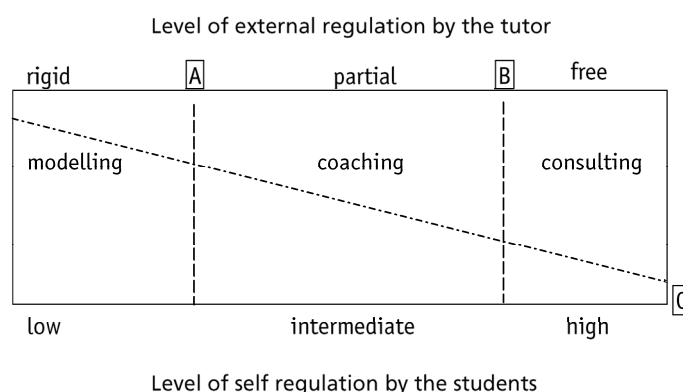 Level of external regulation by the tutor
rigid A partial B free
modelling coaching consulting
low intermediate high
Level of self regulation by the students